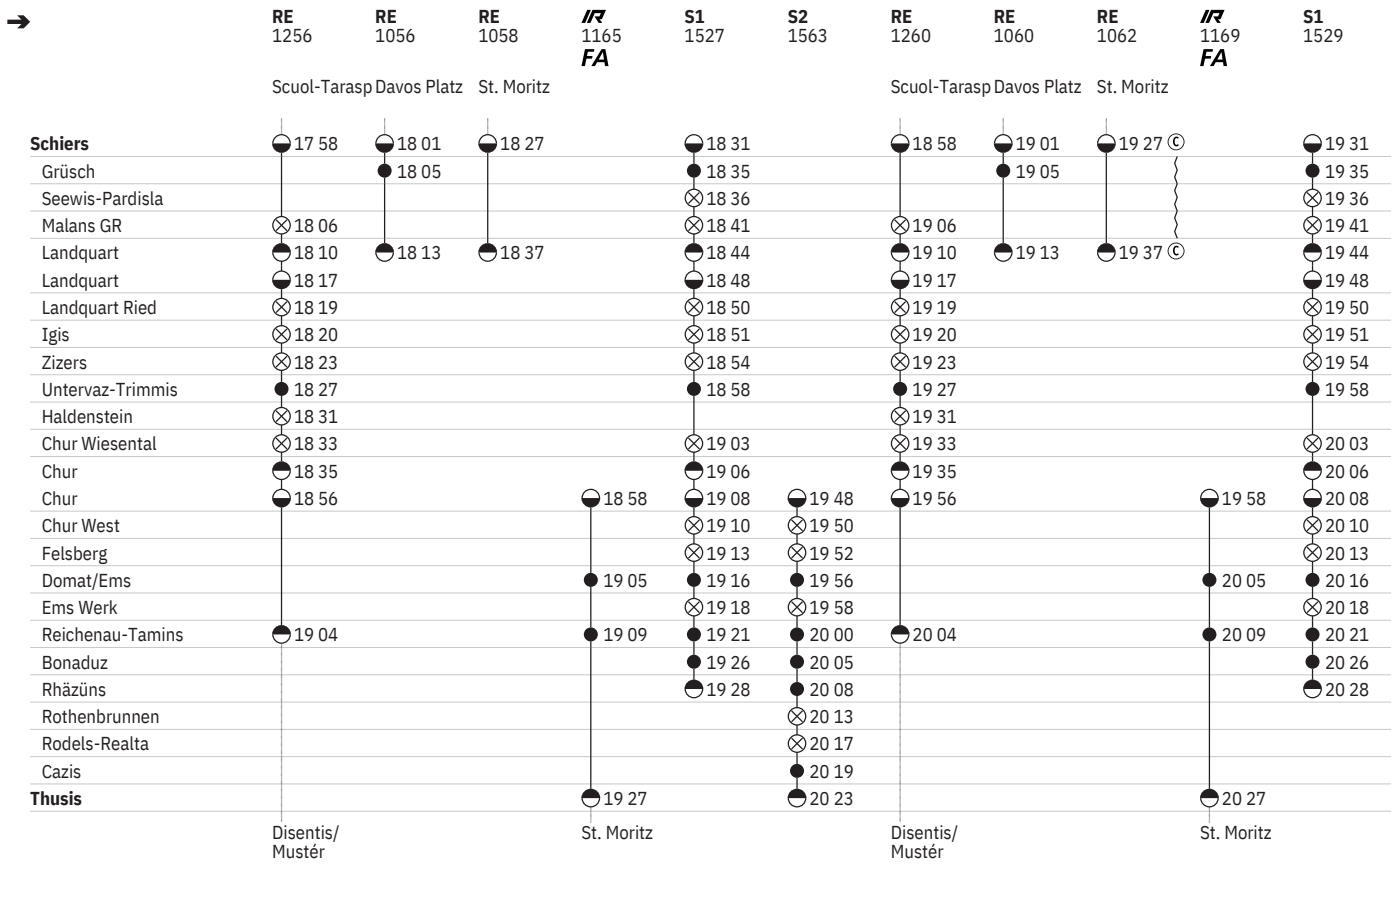 ➔ RE RE RE IR S1 S2 RE RE RE IR S1
1256 1056 1058 1165 1527 1563 1260 1060 1062 1169 1529
FA FA
Scuol-Tarasp Davos Platz St. Moritz Scuol-Tarasp Davos Platz St. Moritz
Schiers 17 58 18 01 18 27 18 31 18 58 19 01 19 27 C 19 31
Grüsch 18 05 18 35 19 05 19 35
Seewis-Pardisla 18 36 19 36
Malans GR 18 06 18 41 19 06 19 41
Landquart 18 10 18 13 18 37 18 44 19 10 19 13 19 37 C 19 44
Landquart 18 17 18 48 19 17 19 48
Landquart Ried 18 19 18 50 19 19 19 50
Igis 18 20 18 51 19 20 19 51
Zizers 18 23 18 54 19 23 19 54
Untervaz-Trimmis 18 27 18 58 19 27 19 58
Haldenstein 18 31 19 31
Chur Wiesental 18 33 19 03 19 33 20 03
Chur 18 35 19 06 19 35 20 06
Chur 18 56 18 58 19 08 19 48 19 56 19 58 20 08
Chur West 19 10 19 50 20 10
Felsberg 19 13 19 52 20 13
Domat/Ems 19 05 19 16 19 56 20 05 20 16
Ems Werk 19 18 19 58 20 18
Reichenau-Tamins 19 04 19 09 19 21 20 00 20 04 20 09 20 21
Bonaduz 19 26 20 05 20 26
Rhäzüns 19 28 20 08 20 28
Rothenbrunnen 20 13
Rodels-Realta 20 17
Cazis 20 19
Thusis 19 27 20 23 20 27
Disentis/ St. Moritz Disentis/ St. Moritz
Mustér Mustér